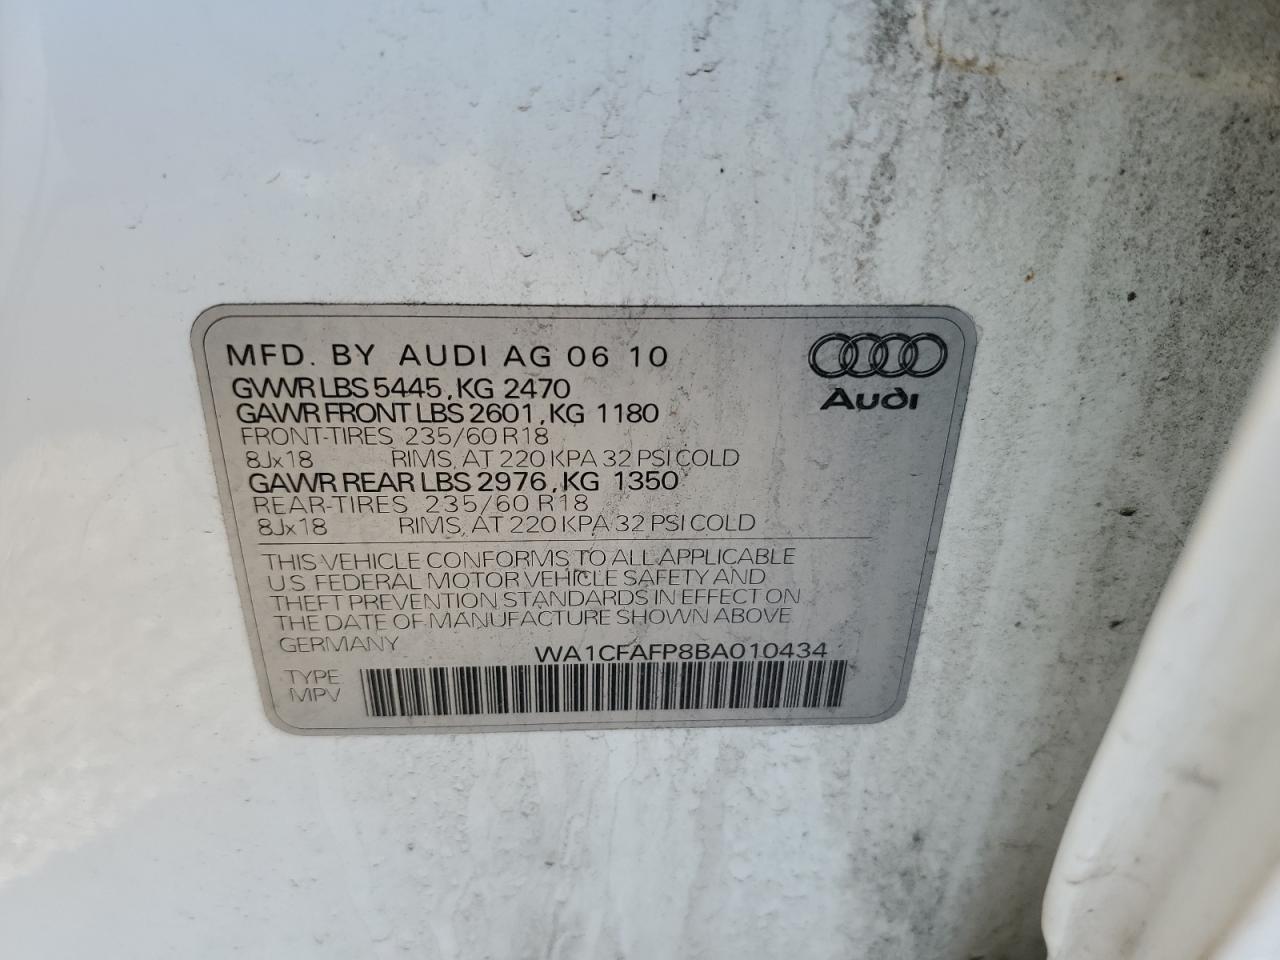 MFD. BY AUDI AG 06 10
GVWR LBS 5445, KG 2470
GAWR FRONT LBS 2601, KG 1180
FRONT-TIRES 235/60 R18
8Jx18 RIMS, AT 220 KPA 32 PSI COLD
GAWR REAR LBS 2976, KG 1350
REAR-TIRES 235/60 R18
8Jx18 RIMS, AT 220 KPA 32 PSI COLD
Audi
THIS VEHICLE CONFORMS TO ALL APPLICABLE
U.S. FEDERAL MOTOR VEHICLE SAFETY AND
THEFT PREVENTION STANDARDS IN EFFECT ON
THE DATE OF MANUFACTURE SHOWN ABOVE
GERMANY WA1CFAFP8BA010434
TYPE
MPV